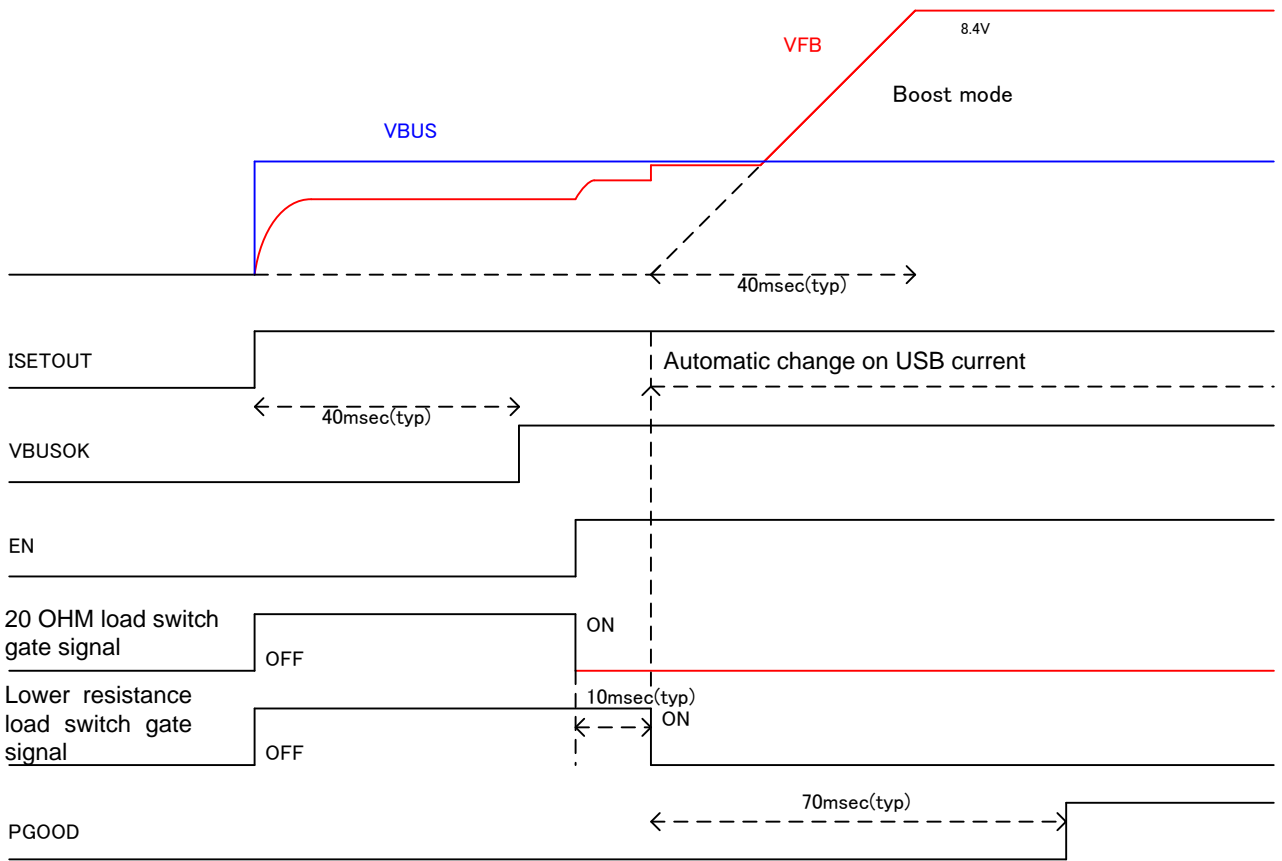 8.4V
VFB
Boost mode
VBUS
40msec(typ)
ISETOUT
Automatic change on USB current
40msec(typ)
VBUSOK
EN
20 OHM load switch
gate signal
OFF
ON
Lower resistance
load switch gate
signal
OFF
10msec(typ)
ON
70msec(typ)
PGOOD